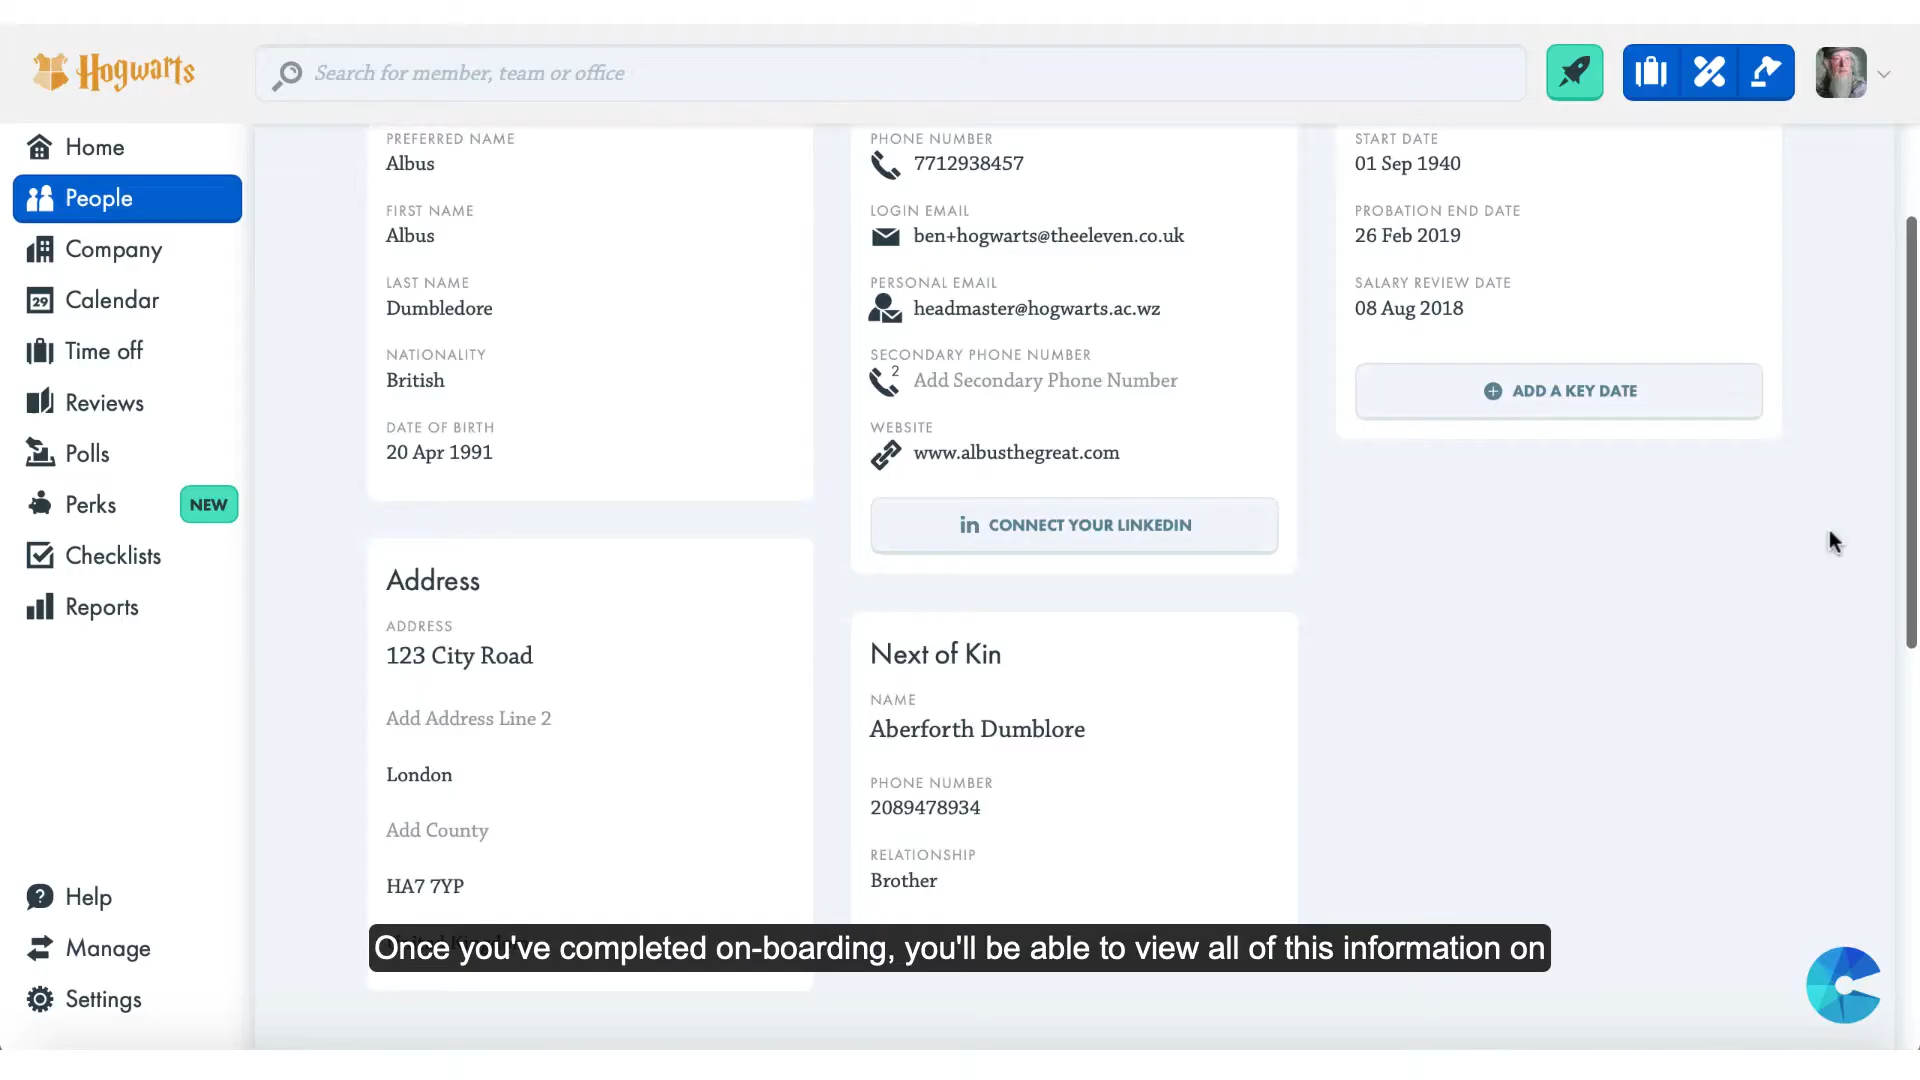 Hogwarts
Search for member, team or office
Home
People
Company
29
Calendar
Time off
Reviews
Polls
Perks
NEW
Checklists
Reports
Help
Manage
Settings
PREFERRED NAME
Albus
FIRST NAME
Albus
LAST NAME
Dumbledore
NATIONALITY
British
DATE OF BIRTH
20 Apr 1991
Address
ADDRESS
123 City Road
Add Address Line 2
London
Add County
HA7 7YP
PHONE NUMBER
7712938457
LOGIN EMAIL
ben+hogwarts@theeleven.co.uk
PERSONAL EMAIL
headmaster@hogwarts.ac.wz
SECONDARY PHONE NUMBER
2 Add Secondary Phone Number
WEBSITE
www.albusthegreat.com
in CONNECT YOUR LINKEDIN
Next of Kin
NAME
Aberforth Dumblore
PHONE NUMBER
2089478934
RELATIONSHIP
Brother
START DATE
01 Sep 1940
PROBATION END DATE
26 Feb 2019
SALARY REVIEW DATE
08 Aug 2018
ADD A KEY DATE
Once you've completed on-boarding, you'll be able to view all of this information on